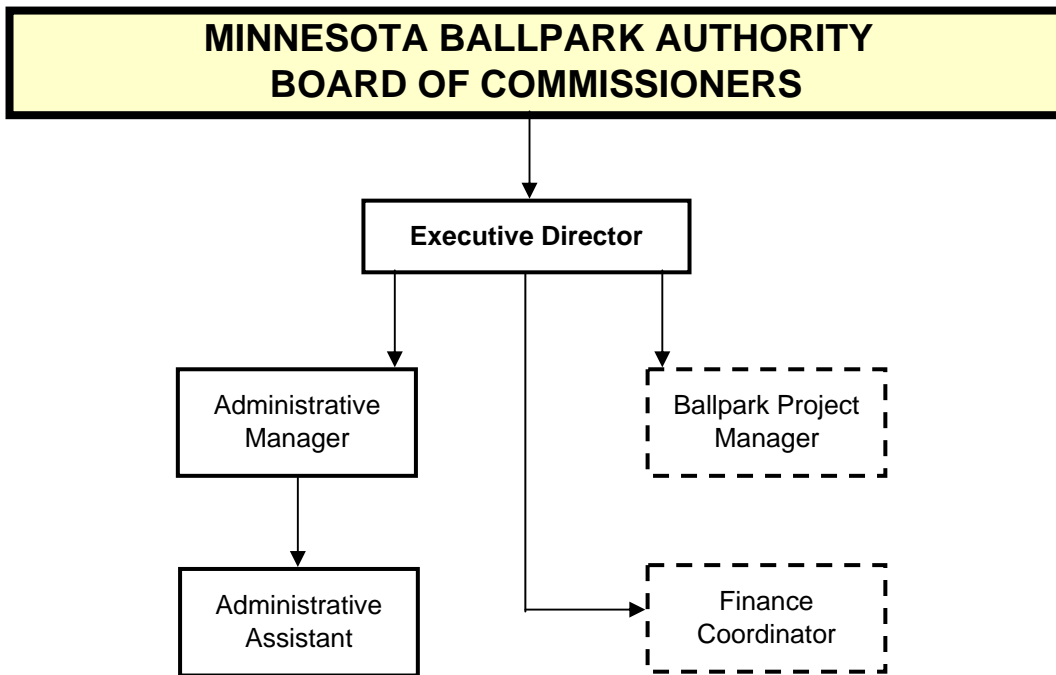 MINNESOTA BALLPARK AUTHORITY
BOARD OF COMMISSIONERS
Executive Director
Administrative
Manager
Ballpark Project
Manager
Administrative
Assistant
Finance
Coordinator